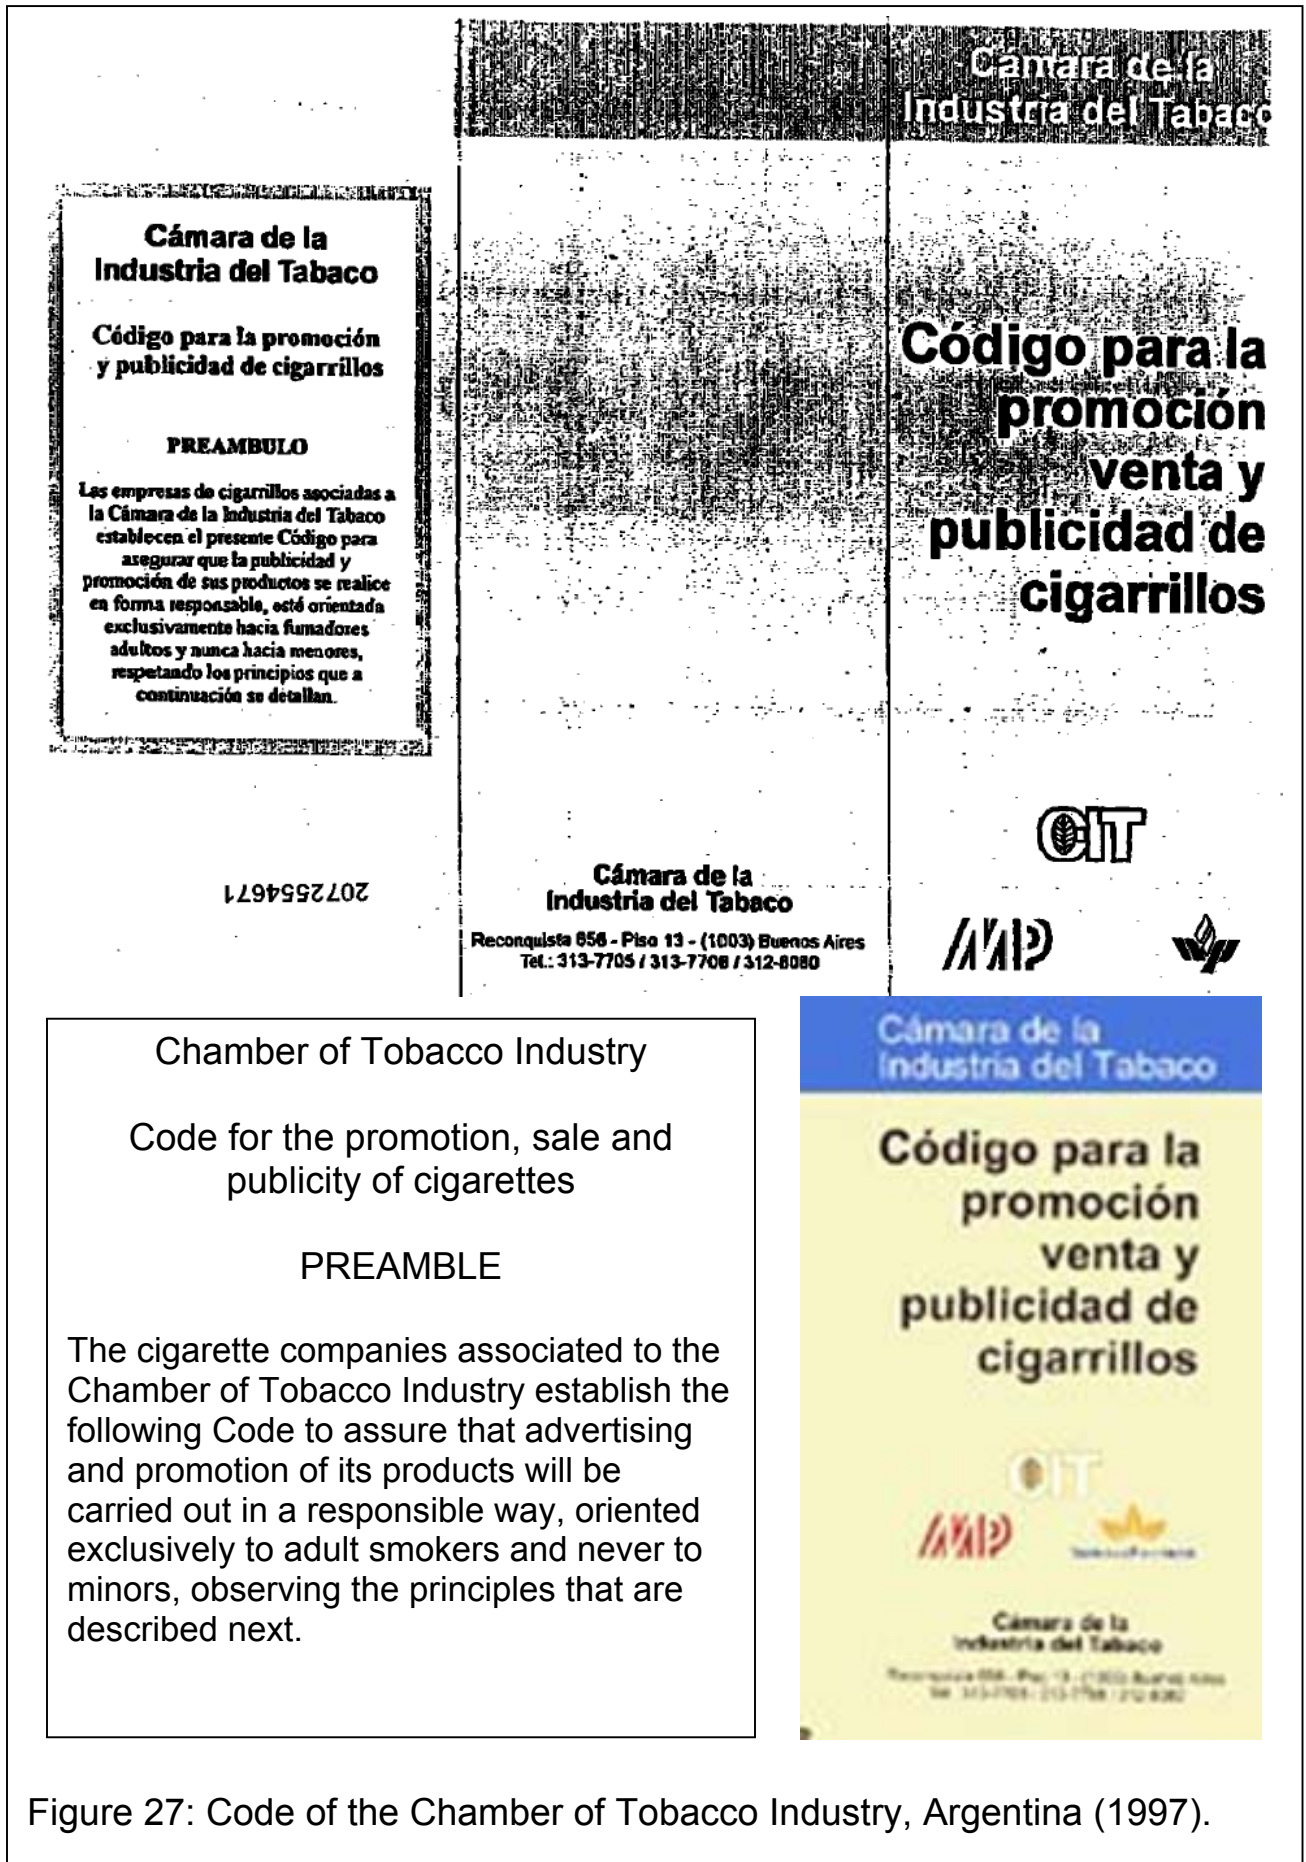 Cámara de la
Industria del Tabaco
Código para la promoción
y publicidad de cigarrillos
PREAMBULO
Las empresas de cigarrillos asociadas a
la Cámara de la Industria del Tabaco
establecen el presente Código para
asegurar que la publicidad y
promoción de sus productos se realice
en forma responsable, esté orientada
exclusivamente hacia fumadores
adultos y nunca hacia menores,
respetando los principios que a
continuación se detallan.
2072554671
Cámara de la
Industria del Tabaco
Reconquista 656 - Piso 13 - (1003) Buenos Aires
Tel.: 313-7705 / 313-7706 / 312-8080
Cámara de la
Industria del Tabaco
Código para la
promoción
venta y
publicidad de
cigarrillos
CIT
MP
Chamber of Tobacco Industry
Code for the promotion, sale and
publicity of cigarettes
PREAMBLE
The cigarette companies associated to the
Chamber of Tobacco Industry establish the
following Code to assure that advertising
and promotion of its products will be
carried out in a responsible way, oriented
exclusively to adult smokers and never to
minors, observing the principles that are
described next.
Cámara de la
Industria del Tabaco
Código para la
promoción
venta y
publicidad de
cigarrillos
CIT
MP
Cámara de la
Industria del Tabaco
Figure 27: Code of the Chamber of Tobacco Industry, Argentina (1997).